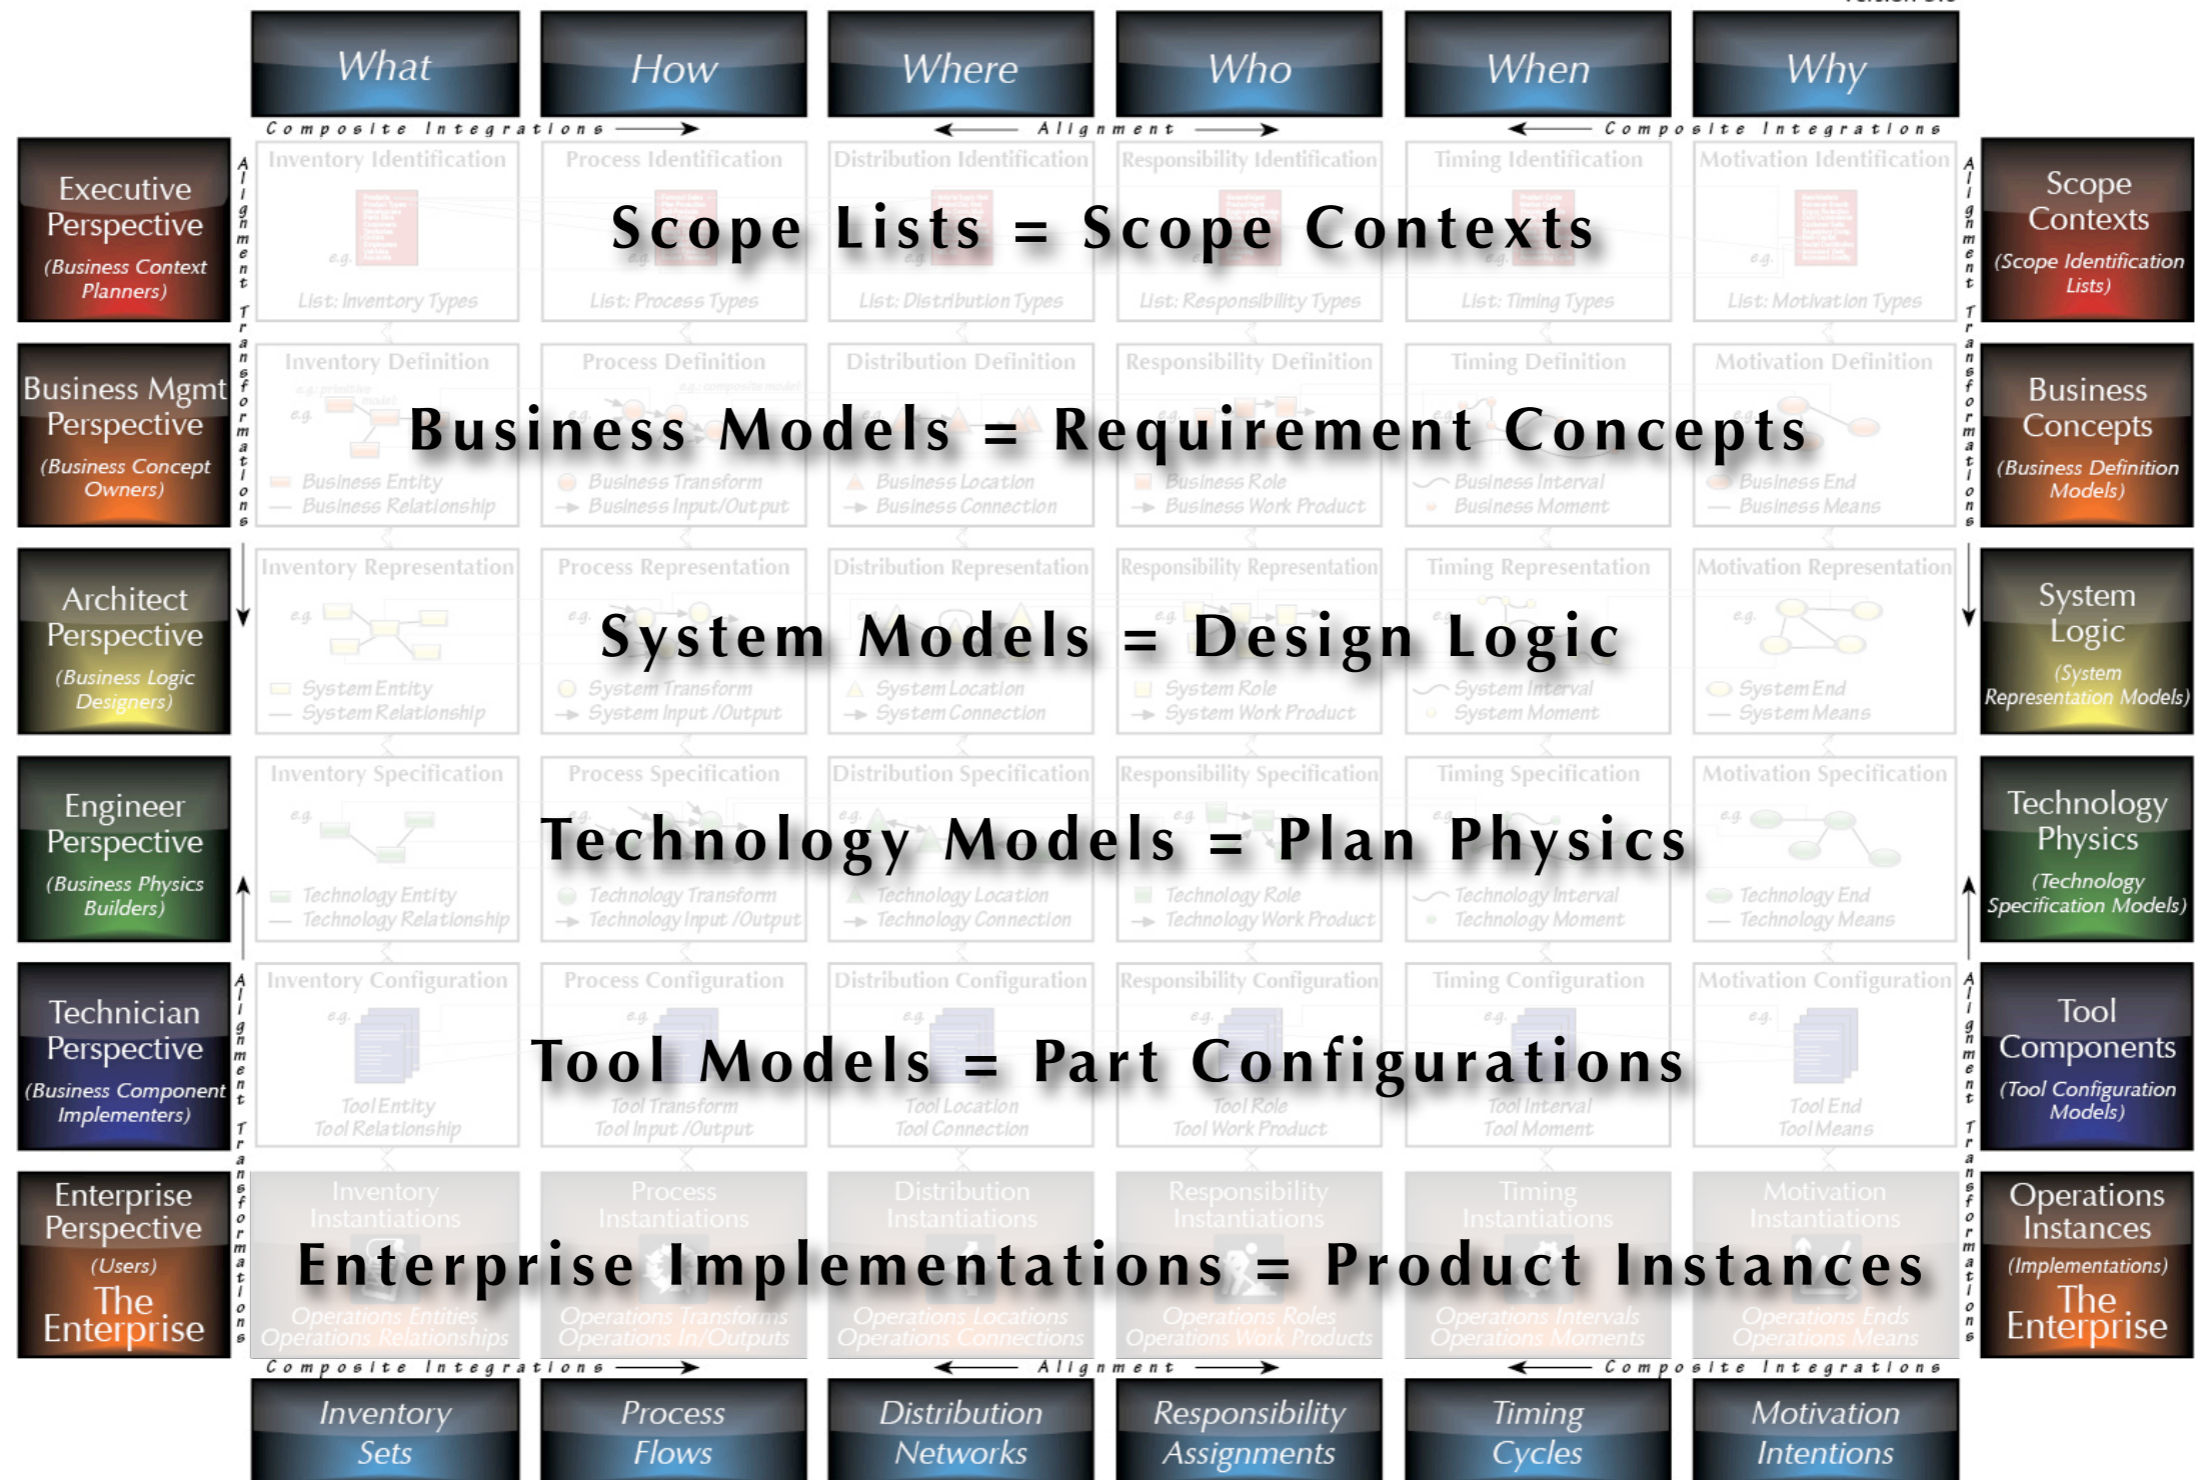 What How Where Who When Why
Composite Integrations Alignment Composite Integrations
Executive
Perspective
(Business Context
Planners)
Alignment Transformations
Inventory Identification
e.g.
List: Inventory Types
Process Identification
List: Process Types
Distribution Identification
e.g.
List: Distribution Types
Responsibility Identification
e.g.
List: Responsibility Types
Timing Identification
e.g.
List: Timing Types
Motivation Identification
e.g.
List: Motivation Types
Scope Lists = Scope Contexts
Alignment Transformations
Scope
Contexts
(Scope Identification
Lists)
Business Mgmt
Perspective
(Business Concept
Owners)
Inventory Definition
e.g.: primitive
model:
e.g.
Business Entity
Business Relationship
Process Definition
e.g.: composite model:
e.g.
Business Transform
Business Input/Output
Distribution Definition
e.g.
Business Location
Business Connection
Responsibility Definition
e.g.
Business Role
Business Work Product
Timing Definition
e.g.
Business Interval
Business Moment
Motivation Definition
e.g.
Business End
Business Means
Business Models = Requirement Concepts
Business
Concepts
(Business Definition
Models)
Architect
Perspective
(Business Logic
Designers)
Inventory Representation
e.g.
System Entity
System Relationship
Process Representation
e.g.
System Transform
System Input /Output
Distribution Representation
e.g.
System Location
System Connection
Responsibility Representation
e.g.
System Role
System Work Product
Timing Representation
e.g.
System Interval
System Moment
Motivation Representation
e.g.
System End
System Means
System Models = Design Logic
System
Logic
(System
Representation Models)
Engineer
Perspective
(Business Physics
Builders)
Inventory Specification
e.g.
Technology Entity
Technology Relationship
Process Specification
e.g.
Technology Transform
Technology Input /Output
Distribution Specification
e.g.
Technology Location
Technology Connection
Responsibility Specification
e.g.
Technology Role
Technology Work Product
Timing Specification
e.g.
Technology Interval
Technology Moment
Motivation Specification
e.g.
Technology End
Technology Means
Technology Models = Plan Physics
Technology
Physics
(Technology
Specification Models)
Technician
Perspective
(Business Component
Implementers)
Alignment Transformations
Inventory Configuration
e.g.
Tool Entity
Tool Relationship
Process Configuration
e.g.
Tool Transform
Tool Input /Output
Distribution Configuration
e.g.
Tool Location
Tool Connection
Responsibility Configuration
e.g.
Tool Role
Tool Work Product
Timing Configuration
e.g.
Tool Interval
Tool Moment
Motivation Configuration
e.g.
Tool End
Tool Means
Tool Models = Part Configurations
Alignment Transformations
Tool
Components
(Tool Configuration
Models)
Enterprise
Perspective
(Users)
The
Enterprise
Inventory
Instantiations
Operations Entities
Operations Relationships
Process
Instantiations
Operations Transforms
Operations In/Outputs
Distribution
Instantiations
Operations Locations
Operations Connections
Responsibility
Instantiations
Operations Roles
Operations Work Products
Timing
Instantiations
Operations Intervals
Operations Moments
Motivation
Instantiations
Operations Ends
Operations Means
Enterprise Implementations = Product Instances
Operations
Instances
(Implementations)
The
Enterprise
Composite Integrations Alignment Composite Integrations
Inventory
Sets
Process
Flows
Distribution
Networks
Responsibility
Assignments
Timing
Cycles
Motivation
Intentions